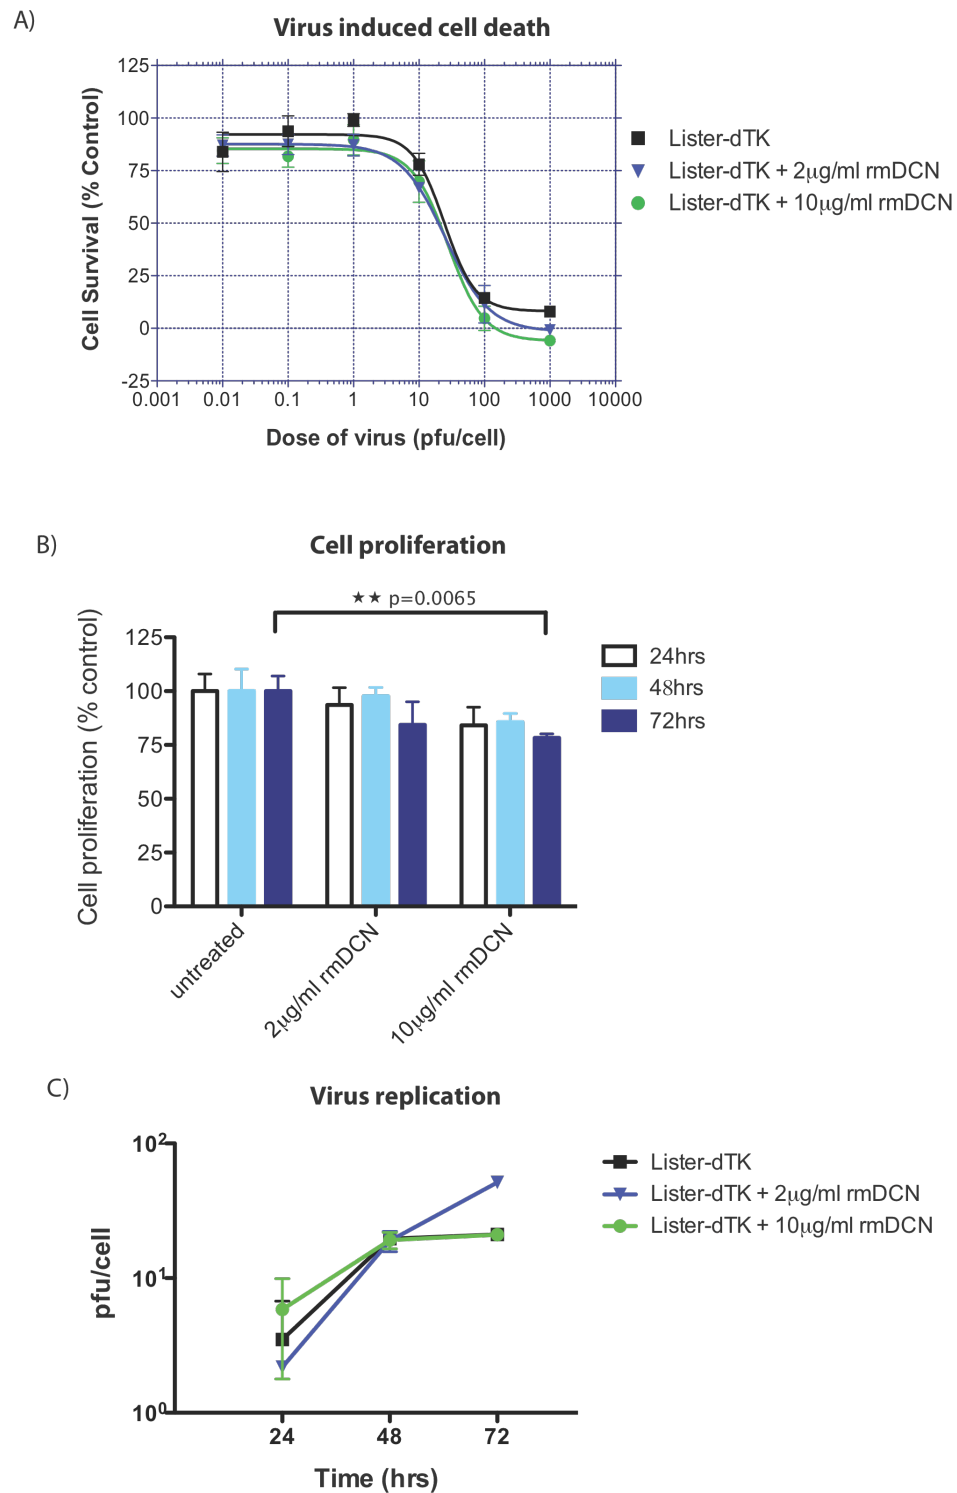 A)
Virus induced cell death
125
100
75
50
25
0
-25
Cell Survival (% Control)
0.001 0.01 0.1 1 10 100 1000 10000
Dose of virus (pfu/cell)
Lister-dTK
Lister-dTK + 2µg/ml rmDCN
Lister-dTK + 10µg/ml rmDCN
B)
Cell proliferation
★★ p=0.0065
125
100
75
50
25
0
Cell proliferation (% control)
untreated
2µg/ml rmDCN
10µg/ml rmDCN
24hrs
48hrs
72hrs
C)
Virus replication
10²
10¹
10⁰
pfu/cell
24 48 72
Time (hrs)
Lister-dTK
Lister-dTK + 2µg/ml rmDCN
Lister-dTK + 10µg/ml rmDCN